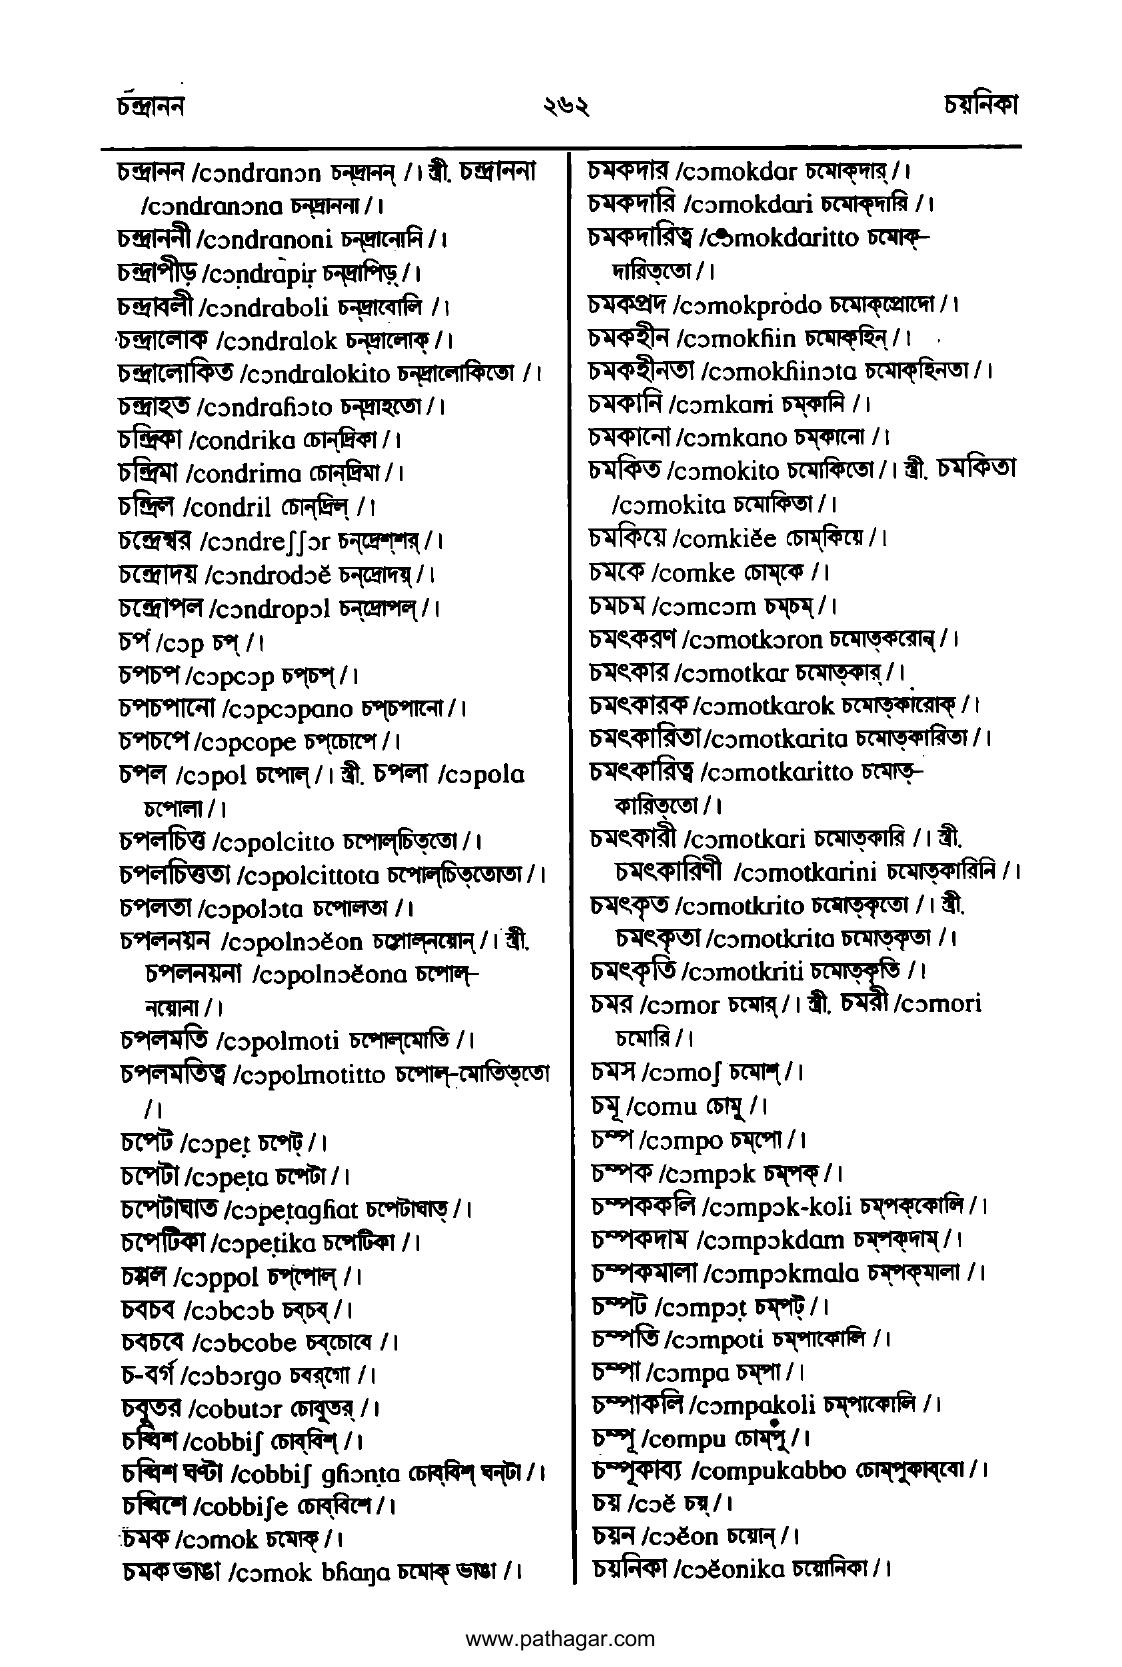 চন্দ্রানন ২৬২ চয়নিকা
চন্দ্রানন /cɔndranɔn চন্‌দ্রানন্‌ /। স্ত্রী. চন্দ্রাননা
/cɔndranɔna চন্‌দ্রাননা /।
চন্দ্রাননী /cɔndranoni চন্‌দ্রানোনি /।
চন্দ্রাপীড় /cɔndrapiṛ চন্‌দ্রাপিড়্‌ /।
চন্দ্রাবলী /cɔndraboli চন্‌দ্রাবোলি /।
চন্দ্রালোক /cɔndralok চন্‌দ্রালোক্‌ /।
চন্দ্রালোকিত /cɔndralokito চন্‌দ্রালোকিতো /।
চন্দ্রাহত /cɔndraɦɔto চন্‌দ্রাহতো /।
চন্দ্রিকা /condrika চোন্‌দ্রিকা /।
চন্দ্রিমা /condrima চোন্‌দ্রিমা /।
চন্দ্রিল /condril চোন্‌দ্রিল্‌ /।
চন্দ্রেশ্বর /cɔndreʃʃɔr চন্‌দ্রেশ্‌শর্‌ /।
চন্দ্রোদয় /cɔndrodɔĕ চন্‌দ্রোদয়্‌ /।
চন্দ্রোপল /cɔndropɔl চন্‌দ্রোপল্‌ /।
চপ /cɔp চপ্‌ /।
চপচপ /cɔpcɔp চপ্‌চপ্‌ /।
চপচপানো /cɔpcɔpano চপ্‌চপানো /।
চপচপে /cɔpcope চপ্‌চোপে /।
চপল /cɔpol চপোল্‌ /। স্ত্রী. চপলা /cɔpola
চপোলা /।
চপলচিত্ত /cɔpolcitto চপোল্‌চিত্‌তো /।
চপলচিত্ততা /cɔpolcittota চপোল্‌চিত্‌তোতা /।
চপলতা /cɔpolɔta চপোলতা /।
চপলনয়ন /cɔpolnɔĕon চপোল্‌নয়োন্‌ /। স্ত্রী.
চপলনয়না /cɔpolnɔĕona চপোল্‌-
নয়োনা /।
চপলমতি /cɔpolmoti চপোল্‌মোতি /।
চপলমতিত্ব /cɔpolmotitto চপোল্‌-মোতিত্‌তো
/।
চপেট /cɔpeṭ চপেট্‌ /।
চপেটা /cɔpeṭa চপেটা /।
চপেটাঘাত /cɔpeṭagɦat চপেটাঘাত্‌ /।
চপেটিকা /cɔpeṭika চপেটিকা /।
চপ্পল /cɔppol চপ্‌পোল্‌ /।
চবচব /cɔbcɔb চব্‌চব্‌ /।
চবচবে /cɔbcobe চব্‌চোবে /।
চ-বর্গ /cɔbɔrgo চবর্‌গো /।
চবুতর /cobutɔr চোবুতর্‌ /।
চব্বিশ /cobbiʃ চোব্‌বিশ্‌ /।
চব্বিশ ঘণ্টা /cobbiʃ gɦɔnṭa চোব্‌বিশ্‌ ঘন্‌টা /।
চব্বিশে /cobbiʃe চোব্‌বিশে /।
চমক /cɔmok চমোক্‌ /।
চমক ভাঙা /cɔmok bɦaŋa চমোক্‌ ভাঙা /।
চমকদার /cɔmokdar চমোক্‌দার্‌ /।
চমকদারি /cɔmokdari চমোক্‌দারি /।
চমকদারিত্ব /cɔmokdaritto চমোক্‌-
দারিত্‌তো /।
চমকপ্রদ /cɔmokprɔdo চমোক্‌প্রোদো /।
চমকহীন /cɔmokɦin চমোক্‌হিন্‌ /।
চমকহীনতা /cɔmokɦinɔta চমোক্‌হিনতা /।
চমকানি /cɔmkani চম্‌কানি /।
চমকানো /cɔmkano চম্‌কানো /।
চমকিত /cɔmokito চমোকিতো /। স্ত্রী. চমকিতা
/cɔmokita চমোকিতা /।
চমকিয়ে /comkiĕe চোম্‌কিয়ে /।
চমকে /comke চোম্‌কে /।
চমচম /cɔmcɔm চম্‌চম্‌ /।
চমৎকরণ /cɔmotkɔron চমোত্‌করোন্‌ /।
চমৎকার /cɔmotkar চমোত্‌কার্‌ /।
চমৎকারক /cɔmotkarok চমোত্‌কারোক্‌ /।
চমৎকারিতা /cɔmotkarita চমোত্‌কারিতা /।
চমৎকারিত্ব /cɔmotkaritto চমোত্‌-
কারিত্‌তো /।
চমৎকারী /cɔmotkari চমোত্‌কারি /। স্ত্রী.
চমৎকারিণী /cɔmotkarini চমোত্‌কারিনি /।
চমৎকৃত /cɔmotkrito চমোত্‌কৃতো /। স্ত্রী.
চমৎকৃতা /cɔmotkrita চমোত্‌কৃতা /।
চমৎকৃতি /cɔmotkriti চমোত্‌কৃতি /।
চমর /cɔmor চমোর্‌ /। স্ত্রী. চমরী /cɔmori
চমোরি /।
চমস /cɔmoʃ চমোশ্‌ /।
চমূ /comu চোমু /।
চম্প /cɔmpo চম্‌পো /।
চম্পক /cɔmpɔk চম্‌পক্‌ /।
চম্পককলি /cɔmpɔk-koli চম্‌পক্‌কোলি /।
চম্পকদাম /cɔmpɔkdam চম্‌পক্‌দাম্‌ /।
চম্পকমালা /cɔmpɔkmala চম্‌পক্‌মালা /।
চম্পট /cɔmpɔṭ চম্‌পট্‌ /।
চম্পতি /cɔmpoti চম্‌পাকোলি /।
চম্পা /cɔmpa চম্‌পা /।
চম্পাকলি /cɔmpakoli চম্‌পাকোলি /।
চম্পূ /compu চোম্‌পু /।
চম্পূকাব্য /compukabbo চোম্‌পুকাব্‌বো /।
চয় /cɔĕ চয়্‌ /।
চয়ন /cɔĕon চয়োন্‌ /।
চয়নিকা /cɔĕonika চয়োনিকা /।
www.pathagar.com